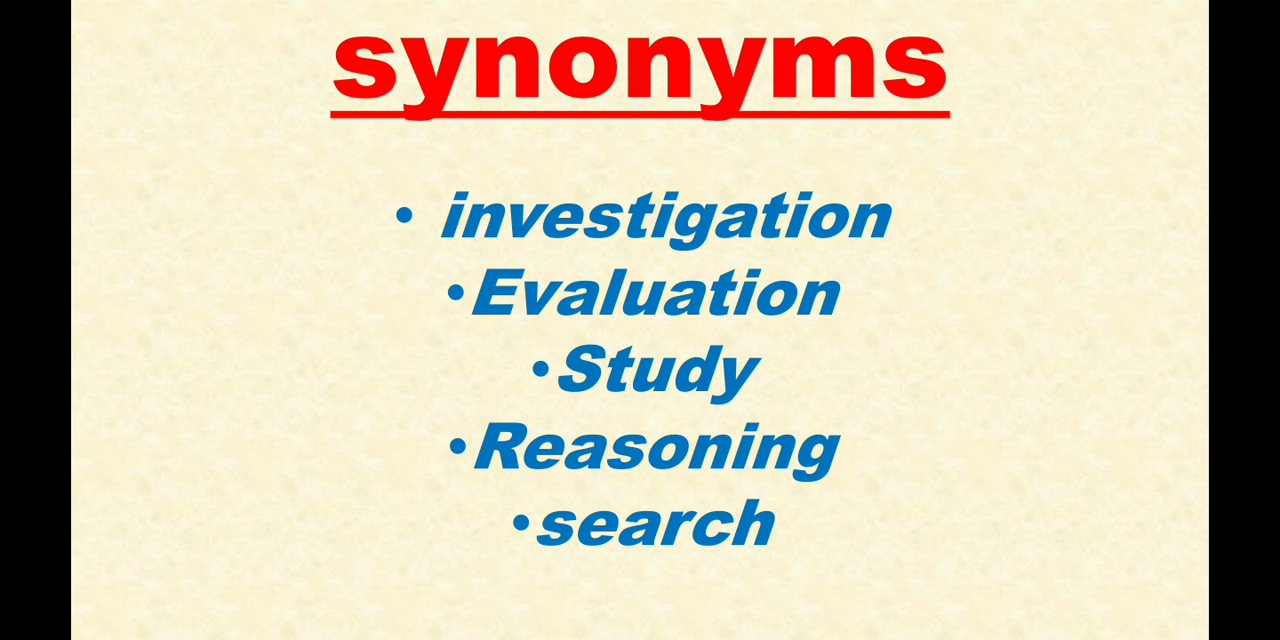 synonyms
• investigation
•Evaluation
•Study
•Reasoning
•search